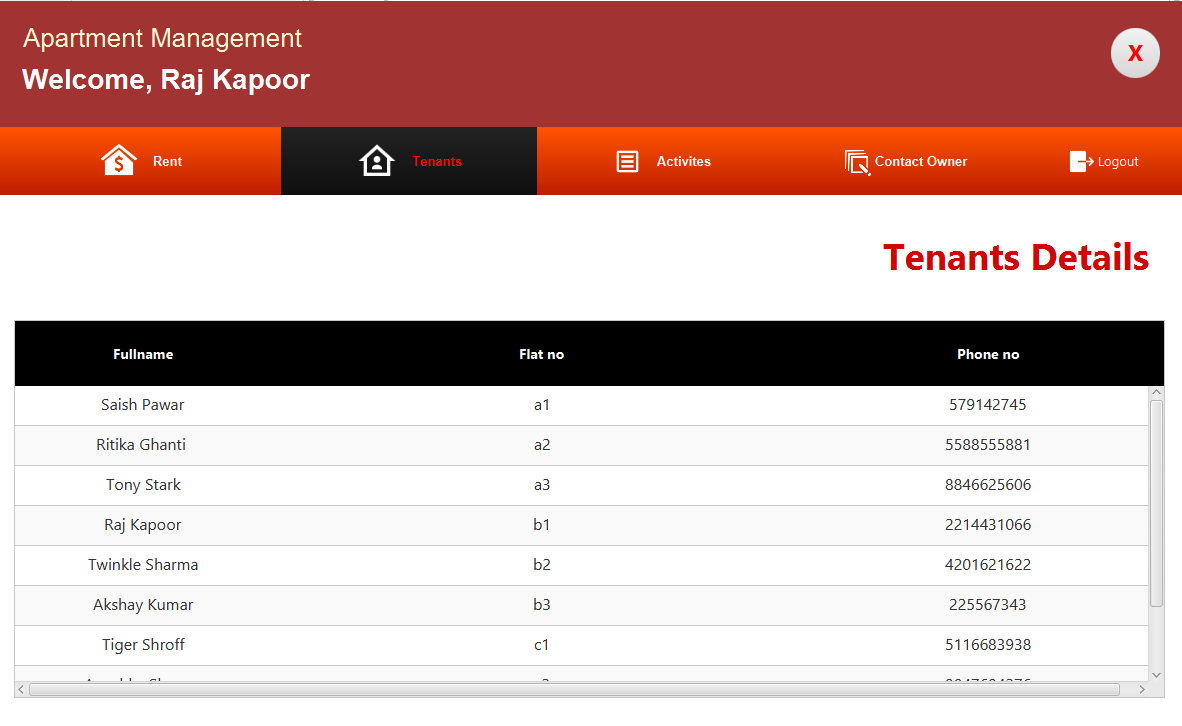 Apartment Management
Welcome, Raj Kapoor
X
Rent Tenants Activites Contact Owner Logout
Tenants Details
Fullname Flat no Phone no
Saish Pawar a1 579142745
Ritika Ghanti a2 5588555881
Tony Stark a3 8846625606
Raj Kapoor b1 2214431066
Twinkle Sharma b2 4201621622
Akshay Kumar b3 225567343
Tiger Shroff c1 5116683938